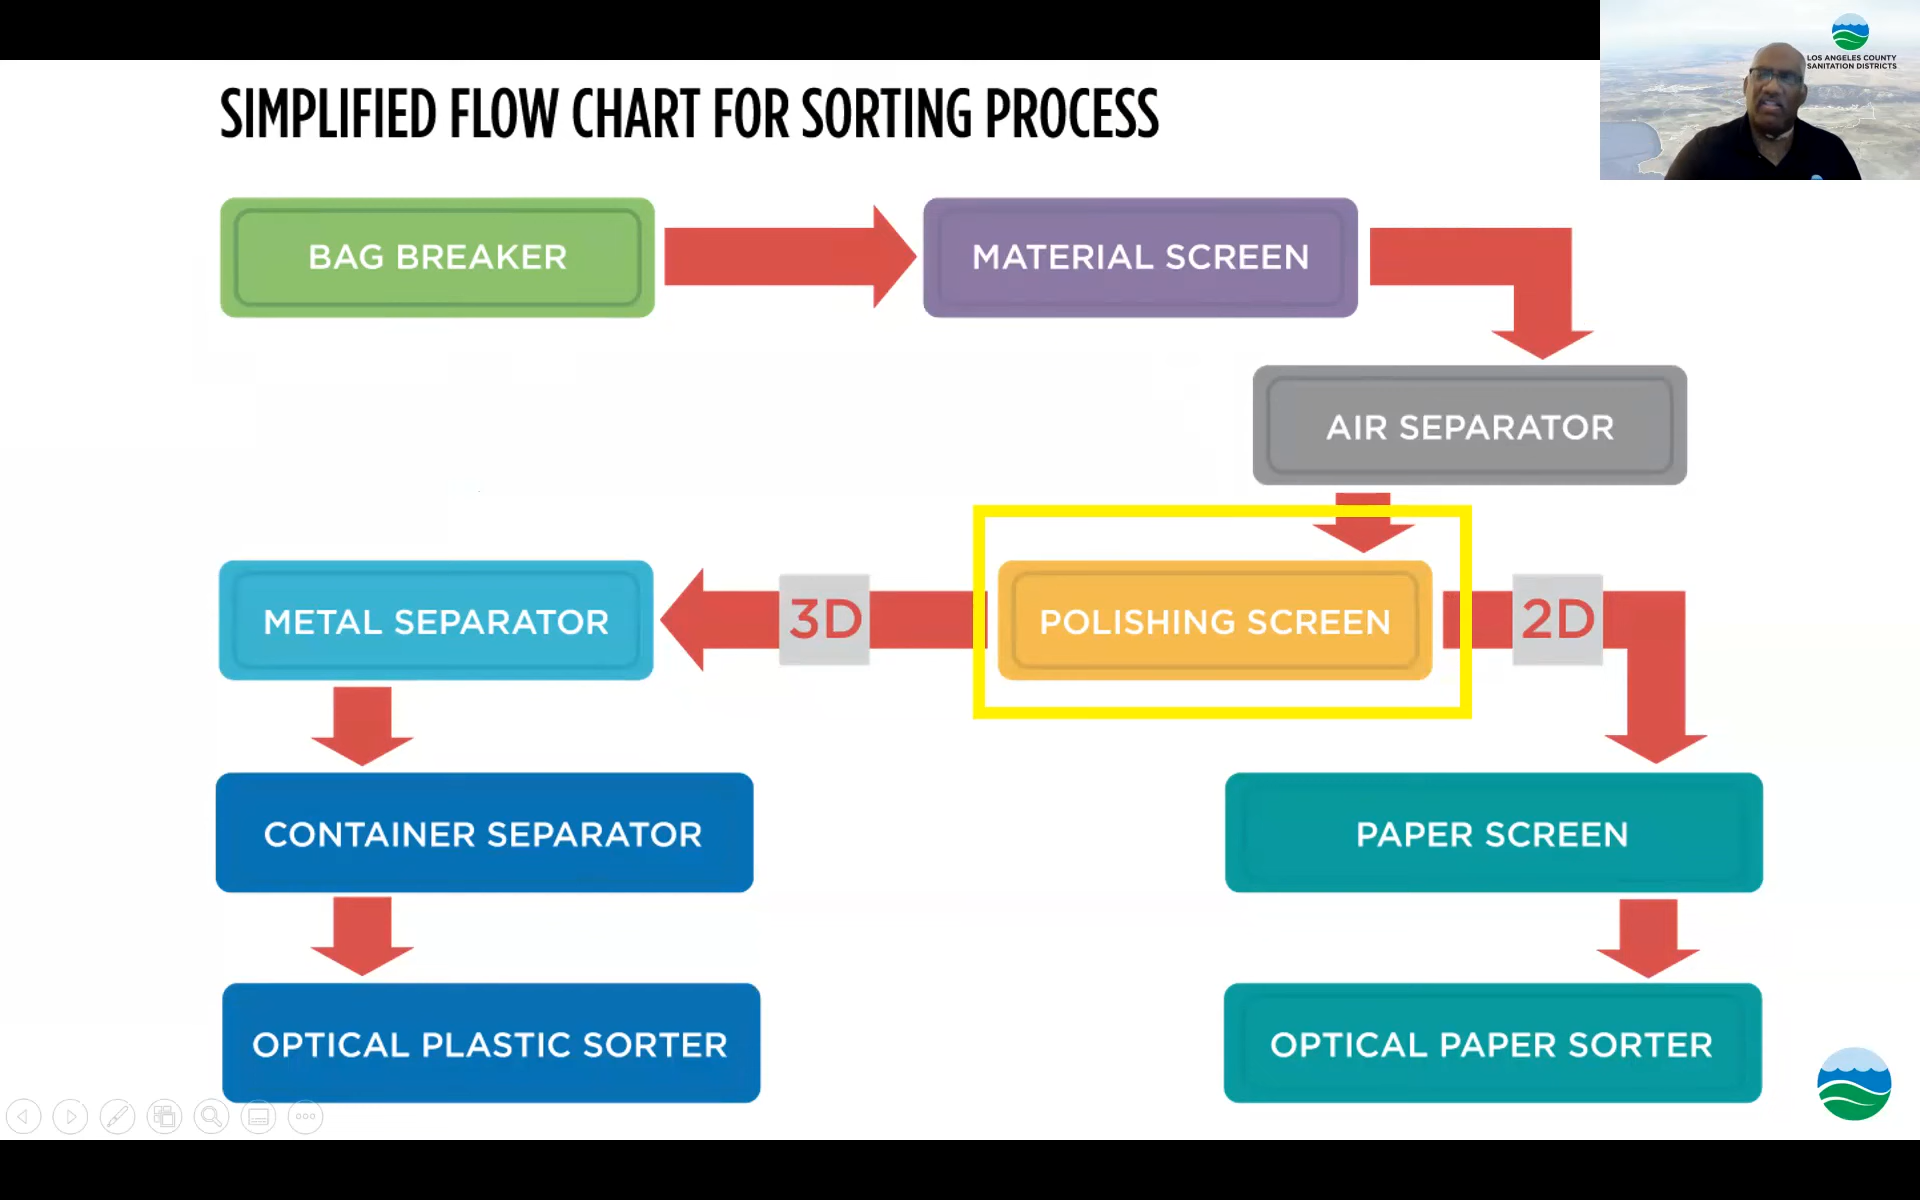 LOS ANGELES COUNTY
SANITATION DISTRICTS
SIMPLIFIED FLOW CHART FOR SORTING PROCESS
BAG BREAKER
MATERIAL SCREEN
AIR SEPARATOR
METAL SEPARATOR
3D
POLISHING SCREEN
2D
CONTAINER SEPARATOR
PAPER SCREEN
OPTICAL PLASTIC SORTER
OPTICAL PAPER SORTER